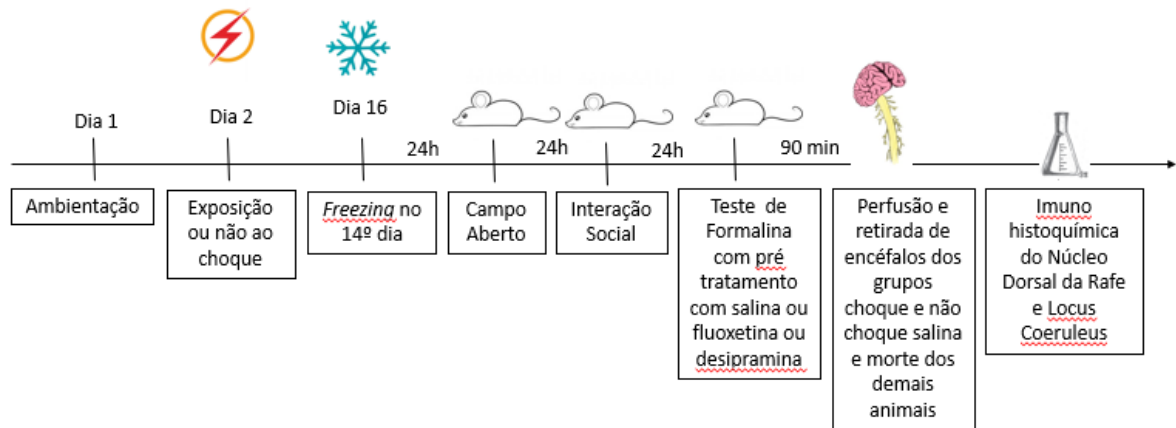 Dia 1
Dia 2
Dia 16
24h
24h
24h
90 min
Ambientação
Exposição
ou não ao
choque
Freezing no
14º dia
Campo
Aberto
Interação
Social
Teste de
Formalina
com pré
tratamento
com salina ou
fluoxetina ou
desipramina
Perfusão e
retirada de
encéfalos dos
grupos
choque e não
choque salina
e morte dos
demais
animais
Imuno
histoquímica
do Núcleo
Dorsal da Rafe
e Locus
Coeruleus